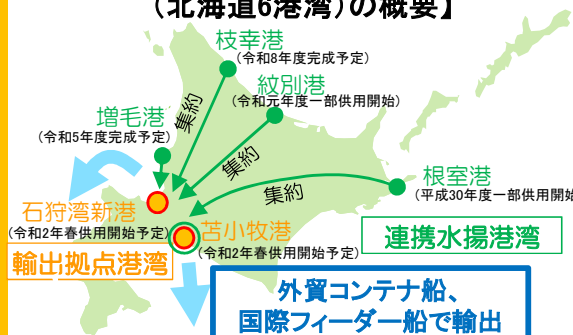 (北海道6港湾)の概要】
枝幸港
(令和8年度完成予定)
紋別港
(令和元年度一部供用開始)
増毛港
(令和5年度完成予定)
集約
集約
集約
根室港
(平成30年度一部供用開始
石狩湾新港
(令和2年春供用開始予定)
苫小牧港
(令和2年春供用開始予定)
連携水揚港湾
輸出拠点港湾
外貿コンテナ船、
国際フィーダー船で輸出